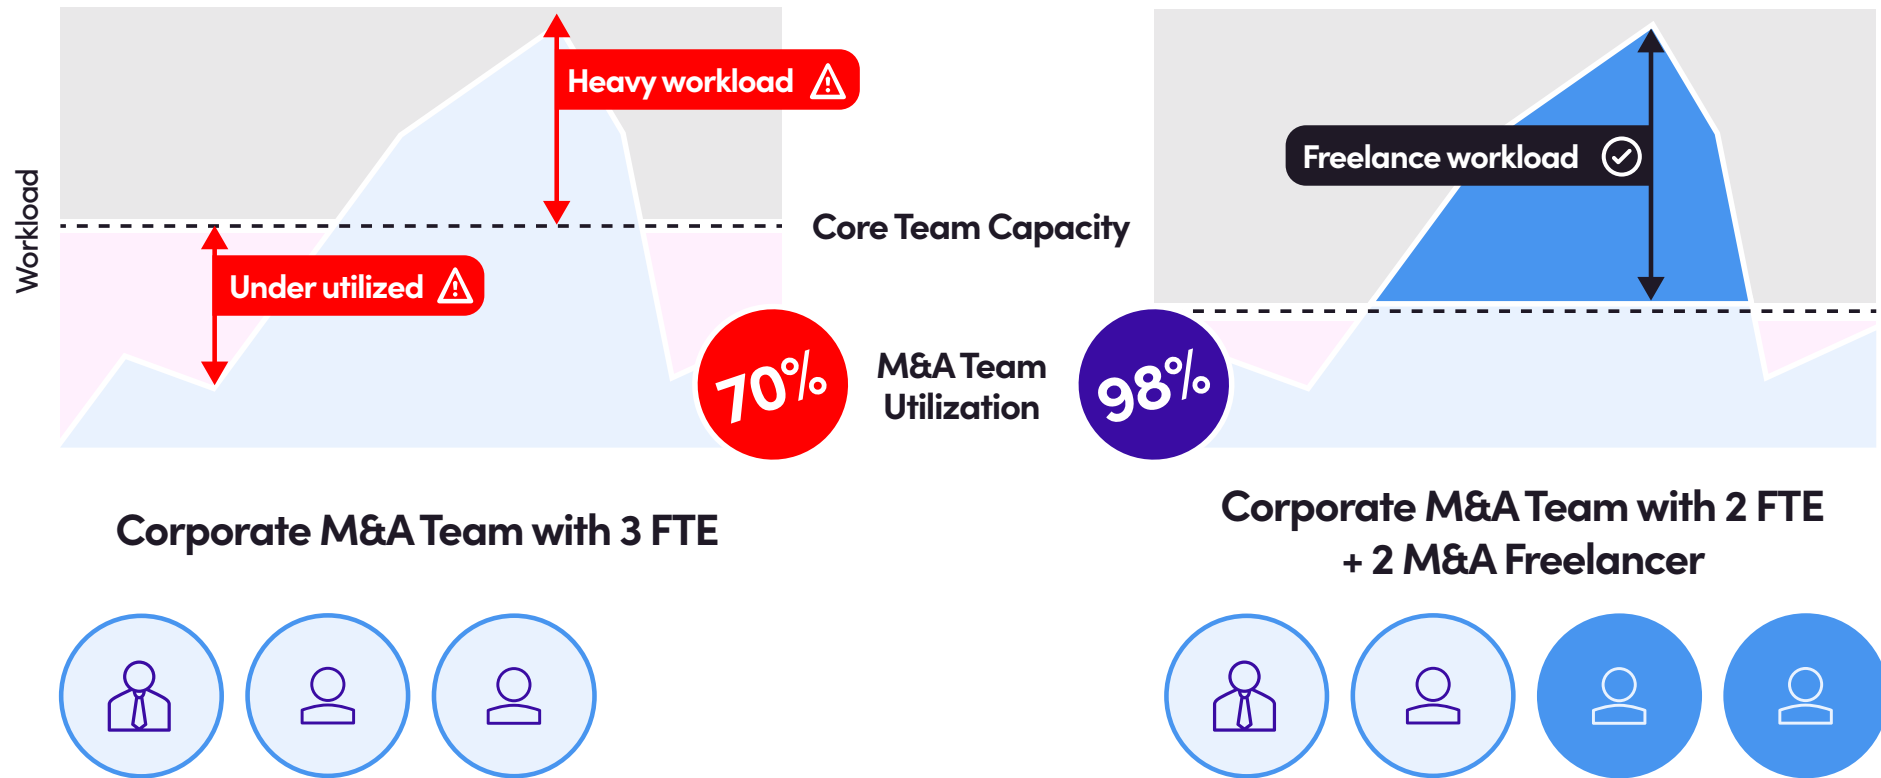 Workload
Heavy workload
Under utilized
70%
Core Team Capacity
M&A Team
Utilization
Freelance workload
98%
Corporate M&A Team with 3 FTE
Corporate M&A Team with 2 FTE
+ 2 M&A Freelancer